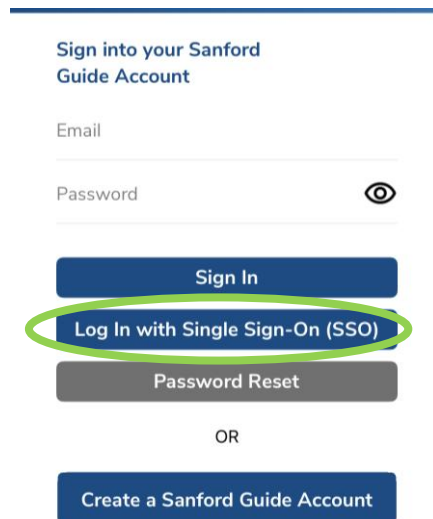 Sign into your Sanford
Guide Account
Email
Password
Sign In
Log In with Single Sign-On (SSO)
Password Reset
OR
Create a Sanford Guide Account